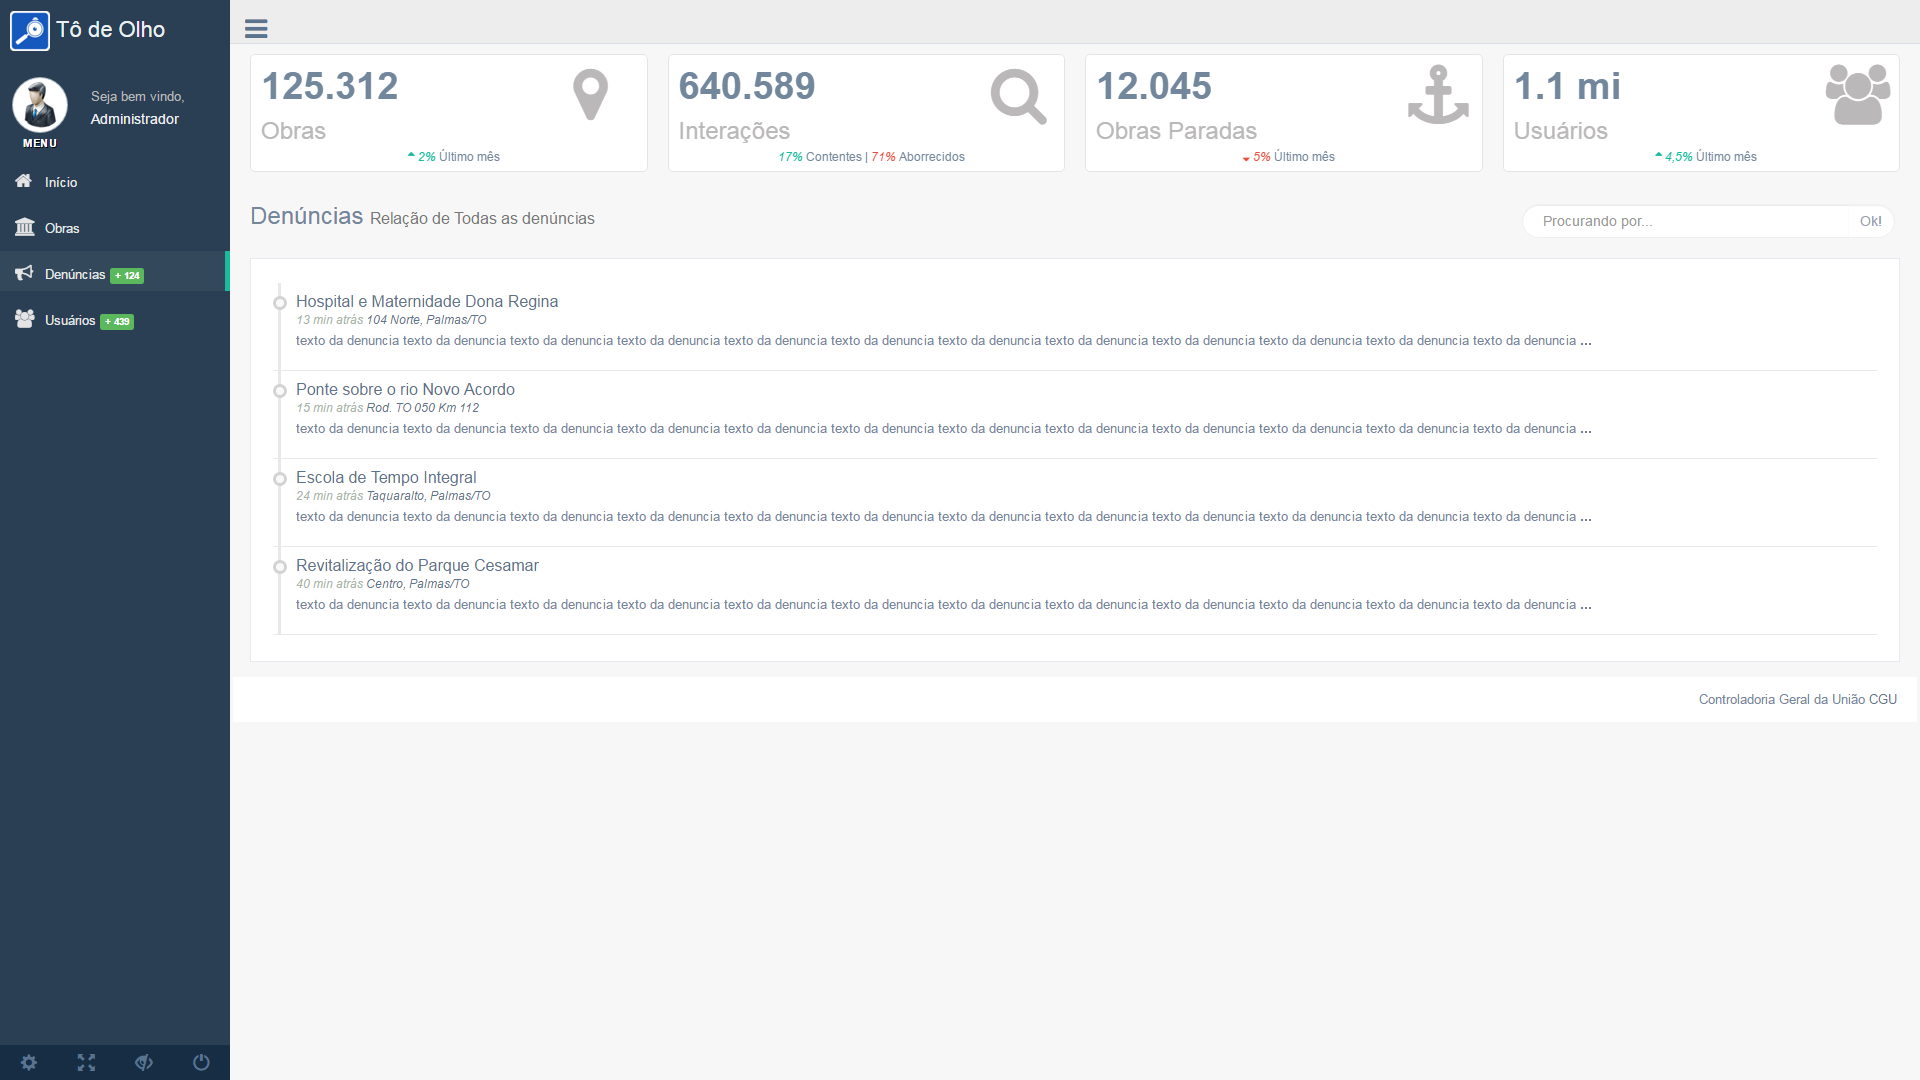 Tô de Olho
Seja bem vindo,
Administrador
MENU
Início
Obras
Denúncias + 124
Usuários + 439
125.312
Obras
2% Último mês
640.589
Interações
17% Contentes | 71% Aborrecidos
12.045
Obras Paradas
5% Último mês
1.1 mi
Usuários
4,5% Último mês
Denúncias Relação de Todas as denúncias
Procurando por... Ok!
Hospital e Maternidade Dona Regina
13 min atrás 104 Norte, Palmas/TO
texto da denuncia texto da denuncia texto da denuncia texto da denuncia texto da denuncia texto da denuncia texto da denuncia texto da denuncia texto da denuncia texto da denuncia texto da denuncia texto da denuncia ...
Ponte sobre o rio Novo Acordo
15 min atrás Rod. TO 050 Km 112
texto da denuncia texto da denuncia texto da denuncia texto da denuncia texto da denuncia texto da denuncia texto da denuncia texto da denuncia texto da denuncia texto da denuncia texto da denuncia texto da denuncia ...
Escola de Tempo Integral
24 min atrás Taquaralto, Palmas/TO
texto da denuncia texto da denuncia texto da denuncia texto da denuncia texto da denuncia texto da denuncia texto da denuncia texto da denuncia texto da denuncia texto da denuncia texto da denuncia texto da denuncia ...
Revitalização do Parque Cesamar
40 min atrás Centro, Palmas/TO
texto da denuncia texto da denuncia texto da denuncia texto da denuncia texto da denuncia texto da denuncia texto da denuncia texto da denuncia texto da denuncia texto da denuncia texto da denuncia texto da denuncia ...
Controladoria Geral da União CGU